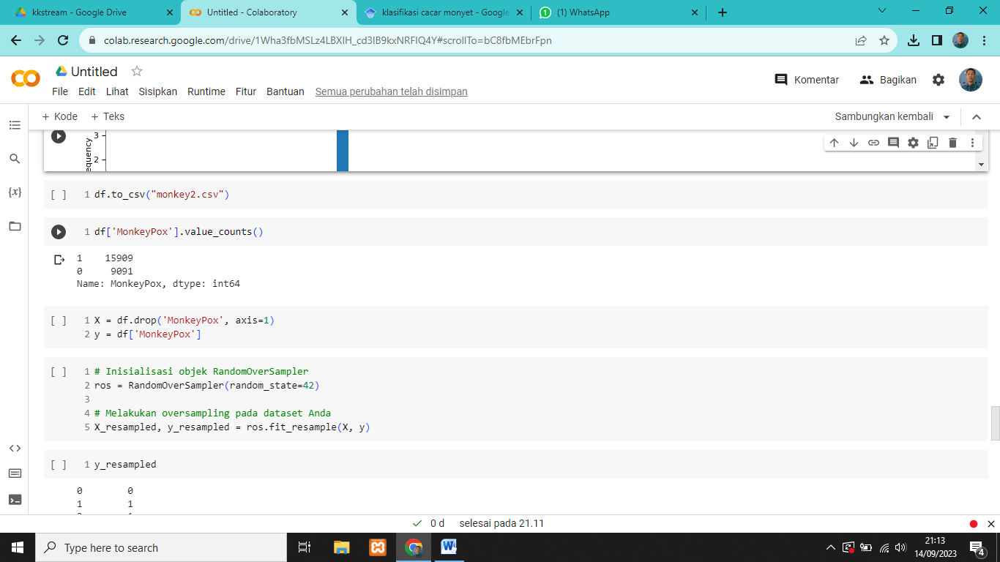 kkstream - Google Drive
Untitled - Colaboratory
klasifikasi cacar monyet - Google
(1) WhatsApp
colab.research.google.com/drive/1Wha3fbMSLz4LBXIH_cd3IB9kxNRFIQ4Y#scrollTo=bC8fbMEbrFpn
CO
Untitled
Komentar
Bagikan
File Edit Lihat Sisipkan Runtime Fitur Bantuan Semua perubahan telah disimpan
+ Kode + Teks
Sambungkan kembali
3
2
equency
[ ] 1 df.to_csv("monkey2.csv")
1 df['MonkeyPox'].value_counts()
1 15909
0 9091
Name: MonkeyPox, dtype: int64
[ ] 1 X = df.drop('MonkeyPox', axis=1)
2 y = df['MonkeyPox']
[ ] 1 # Inisialisasi objek RandomOverSampler
2 ros = RandomOverSampler(random_state=42)
3
4 # Melakukan oversampling pada dataset Anda
5 X_resampled, y_resampled = ros.fit_resample(X, y)
[ ] 1 y_resampled
0 0
1 1
0 d selesai pada 21.11
Type here to search
21:13
14/09/2023
4